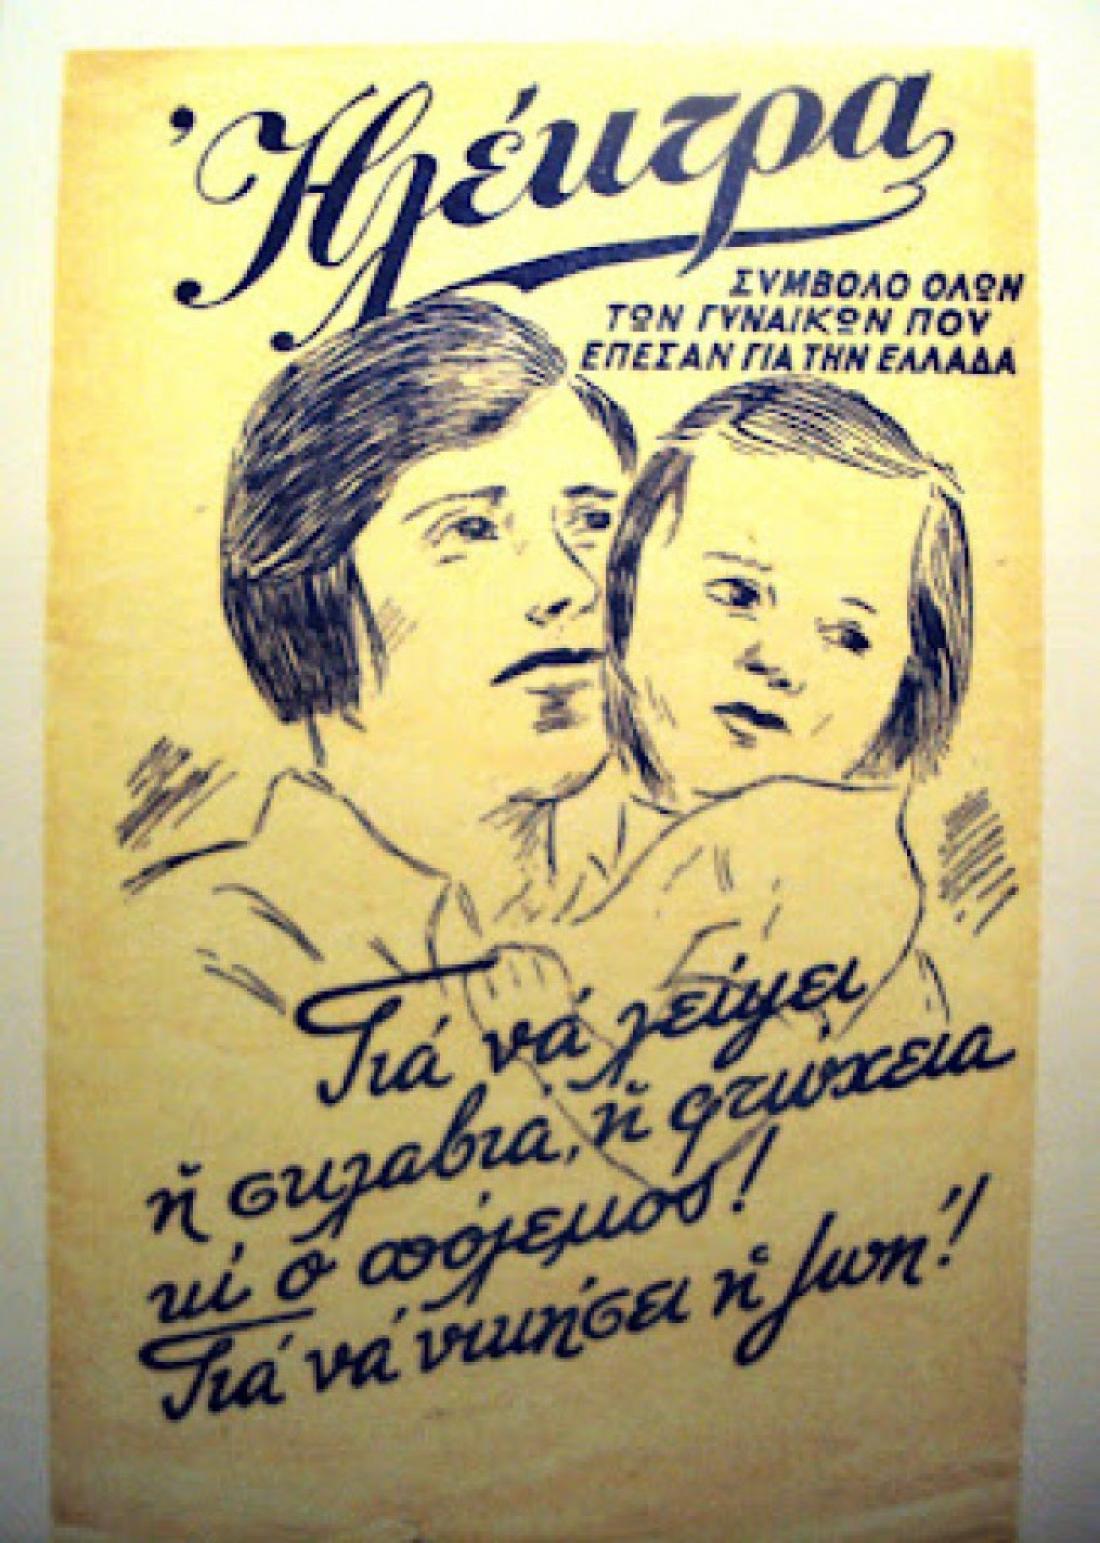 Ἠλέκτρα
ΣΥΜΒΟΛΟ ΟΛΩΝ
ΤΩΝ ΓΥΝΑΙΚΩΝ ΠΟΥ
ΕΠΕΣΑΝ ΓΙΑ ΤΗΝ ΕΛΛΑΔΑ
Γιά νά λείψει
ἡ σκλαβιά, ἡ φτώχεια
κι ὁ πόλεμος!
Γιά νά νικήσει ἡ ζωή!